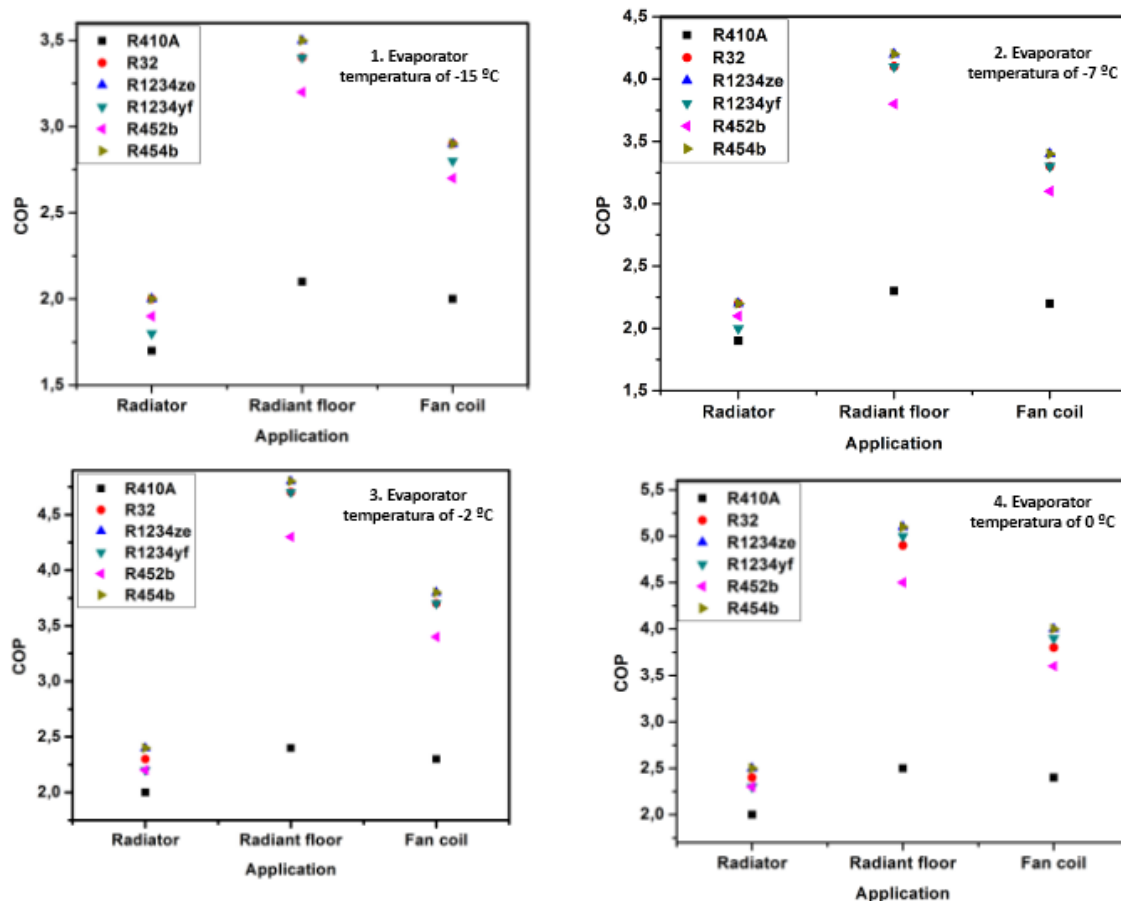 R410A
R32
R1234ze
R1234yf
R452b
R454b
1. Evaporator
temperatura of -15 ºC
3,5
3,0
2,5
2,0
1,5
COP
Radiator
Radiant floor
Fan coil
Application
R410A
R32
R1234ze
R1234yf
R452b
R454b
2. Evaporator
temperatura of -7 ºC
4,5
4,0
3,5
3,0
2,5
2,0
1,5
COP
Radiator
Radiant floor
Fan coil
Application
R410A
R32
R1234ze
R1234yf
R452b
R454b
3. Evaporator
temperatura of -2 ºC
4,5
4,0
3,5
3,0
2,5
2,0
COP
Radiator
Radiant floor
Fan coil
Application
R410A
R32
R1234ze
R1234yf
R452b
R454b
4. Evaporator
temperatura of 0 ºC
5,5
5,0
4,5
4,0
3,5
3,0
2,5
2,0
COP
Radiator
Radiant floor
Fan coil
Application